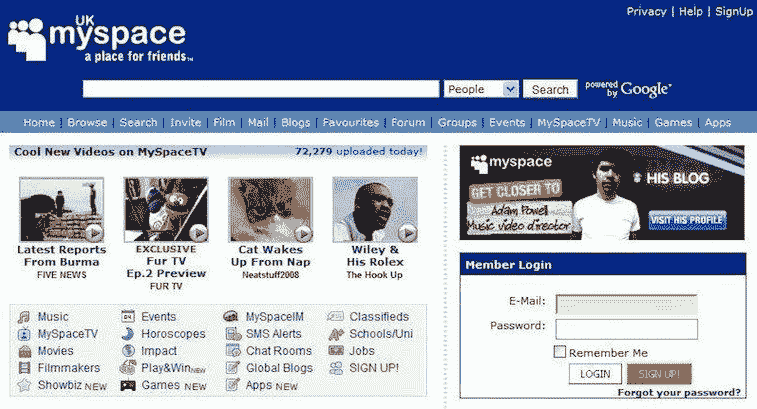 Privacy | Help | SignUp
UK
myspace
a place for friends™
People
Search
powered by Google™
Home | Browse | Search | Invite | Film | Mail | Blogs | Favourites | Forum | Groups | Events | MySpaceTV | Music | Games | Apps
Cool New Videos on MySpaceTV
72,279 uploaded today!
Latest Reports
From Burma
FIVE NEWS
EXCLUSIVE
Fur TV
Ep.2 Preview
FUR TV
Cat Wakes
Up From Nap
Neatstuff2008
Wiley &
His Rolex
The Hook Up
Music
Events
MySpaceIM
Classifieds
MySpaceTV
Horoscopes
SMS Alerts
Schools/Uni
Movies
Impact
Chat Rooms
Jobs
Filmmakers
Play&Win NEW
Global Blogs
SIGN UP!
Showbiz NEW
Games NEW
Apps NEW
myspace
GET CLOSER TO
Adam Powell
Music video director
HIS BLOG
VISIT HIS PROFILE
Member Login
E-Mail:
Password:
Remember Me
LOGIN
SIGN UP!
Forgot your password?